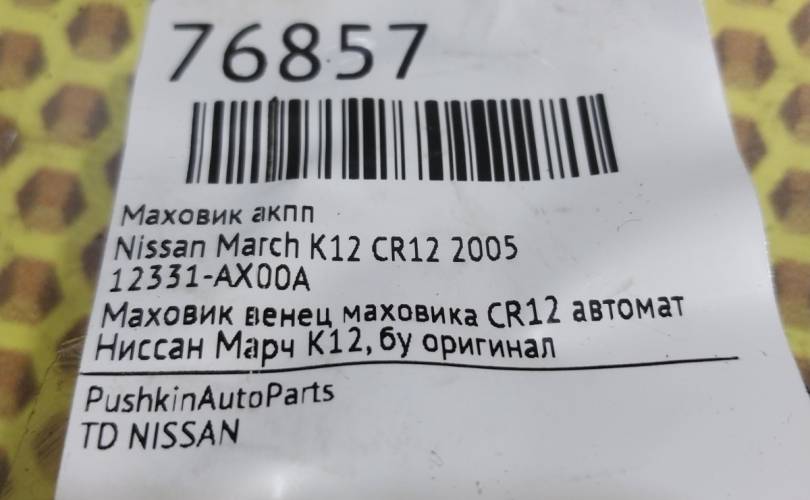 76857
Маховик акпп
Nissan March K12 CR12 2005
12331-AX00A
Маховик венец маховика CR12 автомат
Ниссан Марч К12, бу оригинал
PushkinAutoParts
TD NISSAN